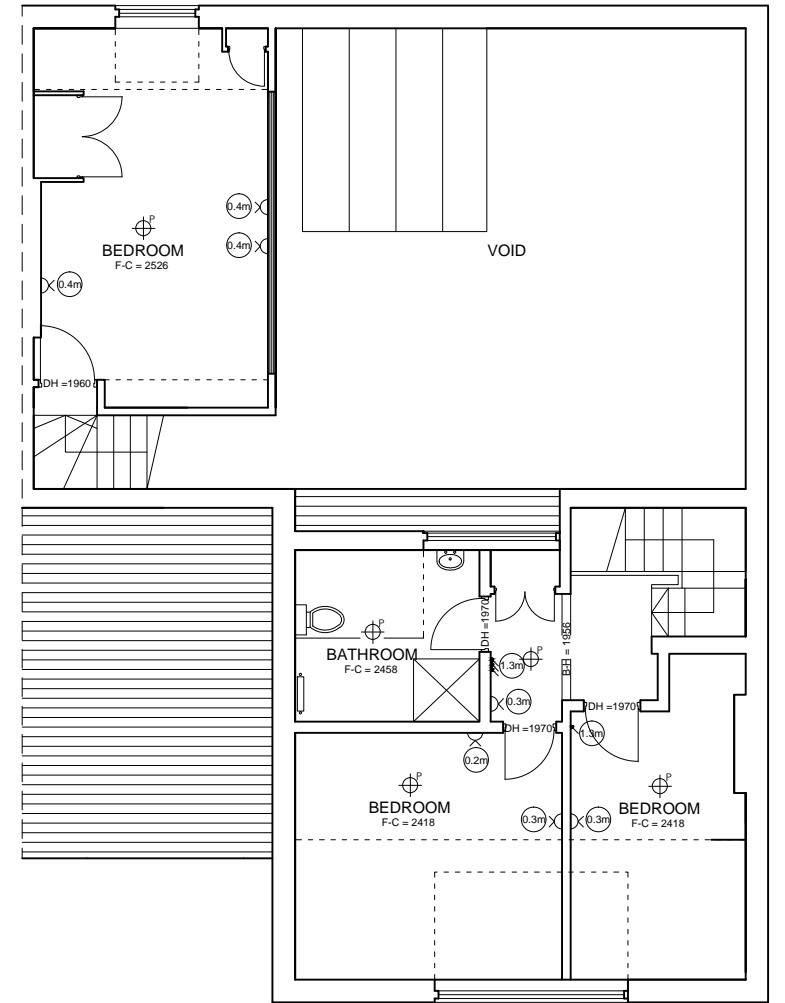 P
BEDROOM
F-C = 2526
0.4m
0.4m
0.4m
DH =1960
VOID
P
BATHROOM
F-C = 2458
DH =1970
P
1.3m
0.3m
B-H = 1956
DH =1970
DH =1970
1.3m
0.2m
P
BEDROOM
F-C = 2418
0.3m
0.3m
P
BEDROOM
F-C = 2418